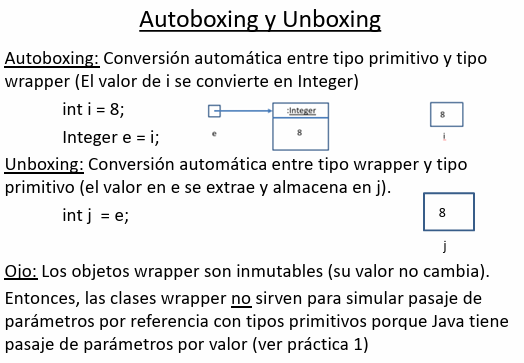 Autoboxing y Unboxing
Autoboxing: Conversión automática entre tipo primitivo y tipo
wrapper (El valor de i se convierte en Integer)
int i = 8;
:Integer
8
e
8
i
Integer e = i;
Unboxing: Conversión automática entre tipo wrapper y tipo
primitivo (el valor en e se extrae y almacena en j).
int j = e;
8
j
Ojo: Los objetos wrapper son inmutables (su valor no cambia).
Entonces, las clases wrapper no sirven para simular pasaje de
parámetros por referencia con tipos primitivos porque Java tiene
pasaje de parámetros por valor (ver práctica 1)